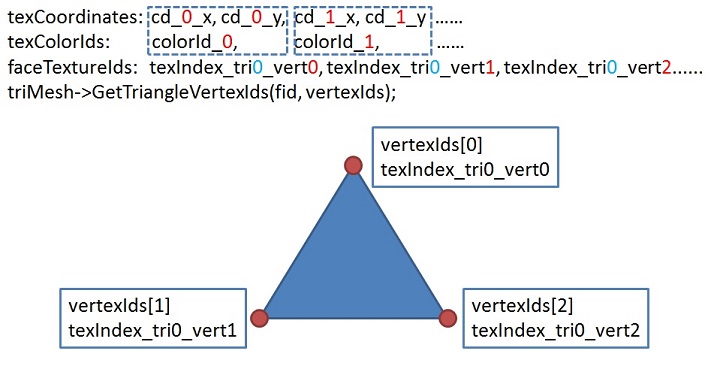 texCoordinates: cd_0_x, cd_0_y, cd_1_x, cd_1_y ......
texColorIds: colorId_0, colorId_1, ......
faceTextureIds: texIndex_tri0_vert0, texIndex_tri0_vert1, texIndex_tri0_vert2......
triMesh->GetTriangleVertexIds(fid, vertexIds);
vertexIds[0]
texIndex_tri0_vert0
vertexIds[1]
texIndex_tri0_vert1
vertexIds[2]
texIndex_tri0_vert2